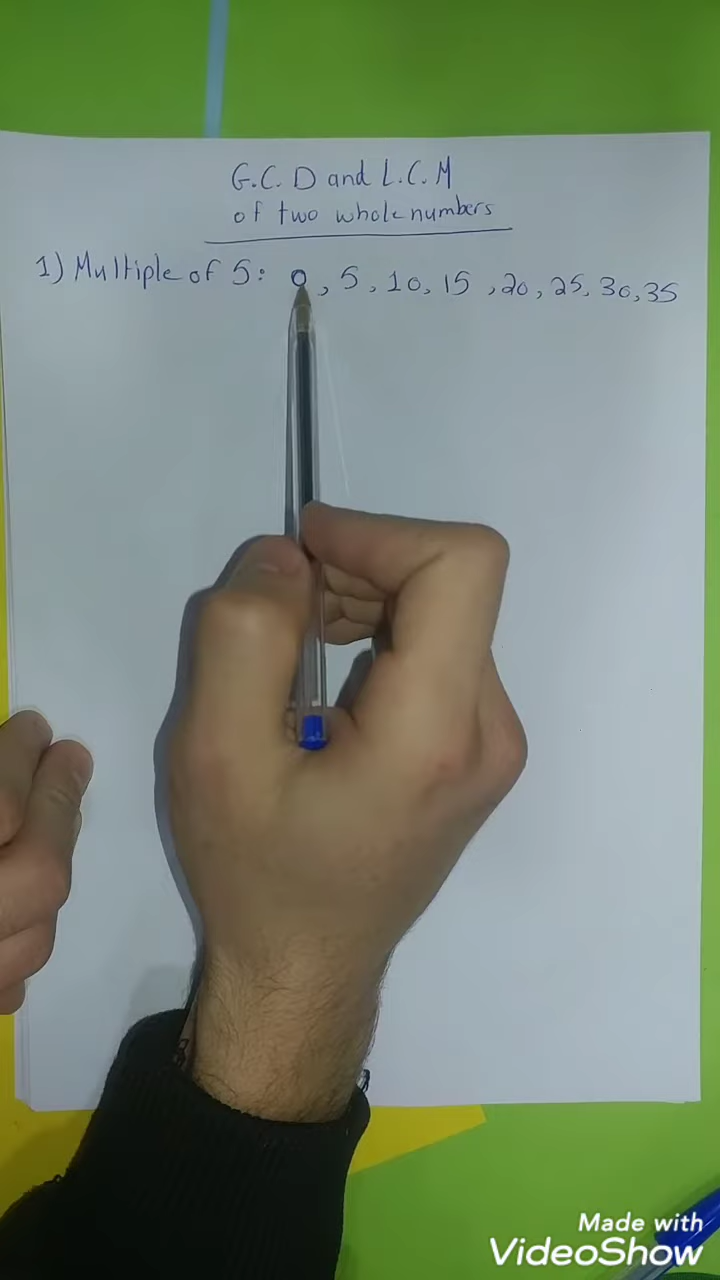 G.C.D and L.C.M
of two whole numbers
1) Multiple of 5: 0, 5, 10, 15, 20, 25, 30, 35
Made with
VideoShow